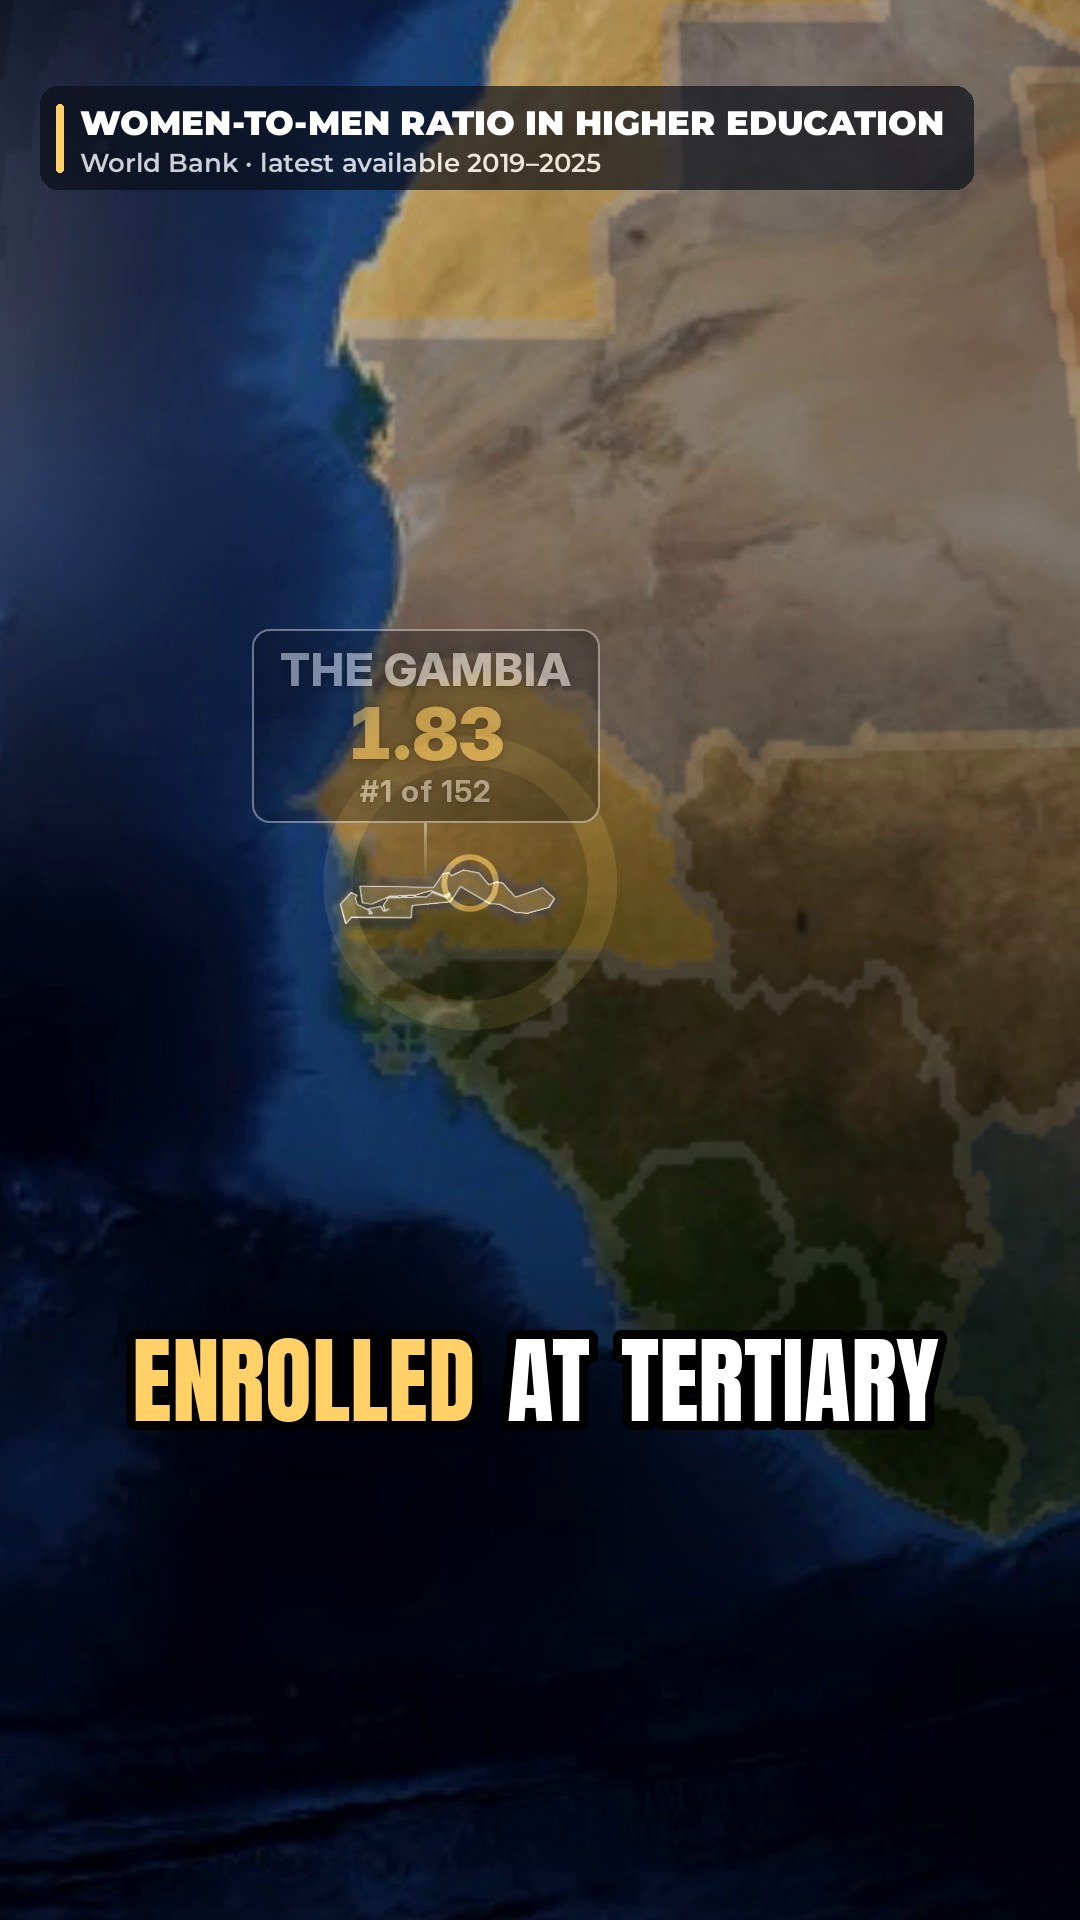 WOMEN-TO-MEN RATIO IN HIGHER EDUCATION
World Bank · latest available 2019–2025
THE GAMBIA
1.83
#1 of 152
ENROLLED AT TERTIARY